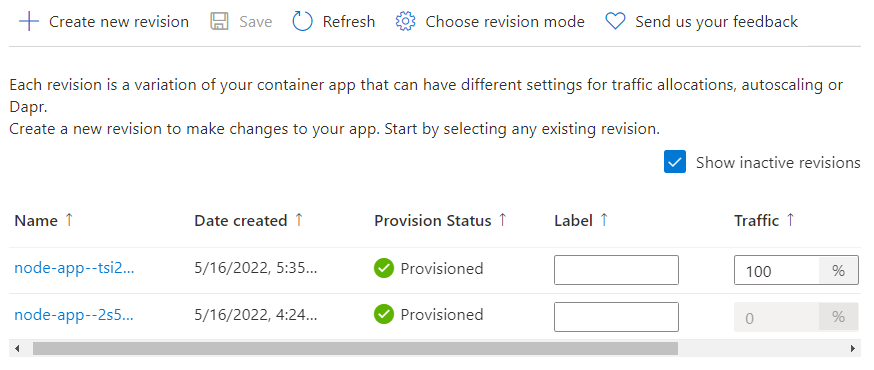 Create new revision Save Refresh Choose revision mode Send us your feedback
Each revision is a variation of your container app that can have different settings for traffic allocations, autoscaling or
Dapr.
Create a new revision to make changes to your app. Start by selecting any existing revision.
Show inactive revisions
Name ↑ Date created ↑ Provision Status ↑ Label ↑ Traffic ↑
node-app--tsi2... 5/16/2022, 5:35... Provisioned 100 %
node-app--2s5... 5/16/2022, 4:24... Provisioned 0 %